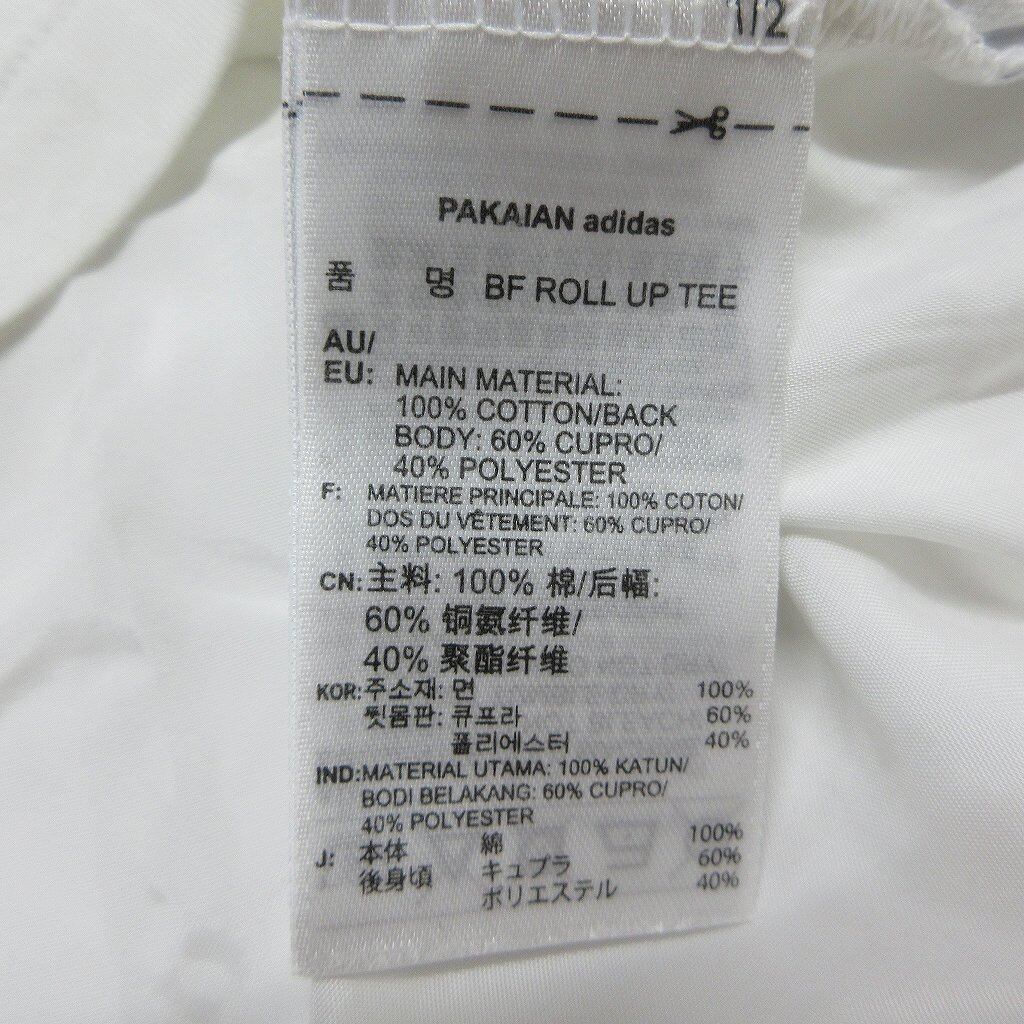 1/2
PAKAIAN adidas
품 명 BF ROLL UP TEE
AU/
EU: MAIN MATERIAL:
100% COTTON/BACK
BODY: 60% CUPRO/
40% POLYESTER
F: MATIERE PRINCIPALE: 100% COTON/
DOS DU VÊTEMENT: 60% CUPRO/
40% POLYESTER
CN: 主料: 100% 棉/后幅:
60% 铜氨纤维/
40% 聚酯纤维
KOR: 주소재: 면 100%
뒷몸판: 큐프라 60%
폴리에스터 40%
IND: MATERIAL UTAMA: 100% KATUN/
BODI BELAKANG: 60% CUPRO/
40% POLYESTER
J: 本体 綿 100%
後身頃 キュプラ 60%
ポリエステル 40%